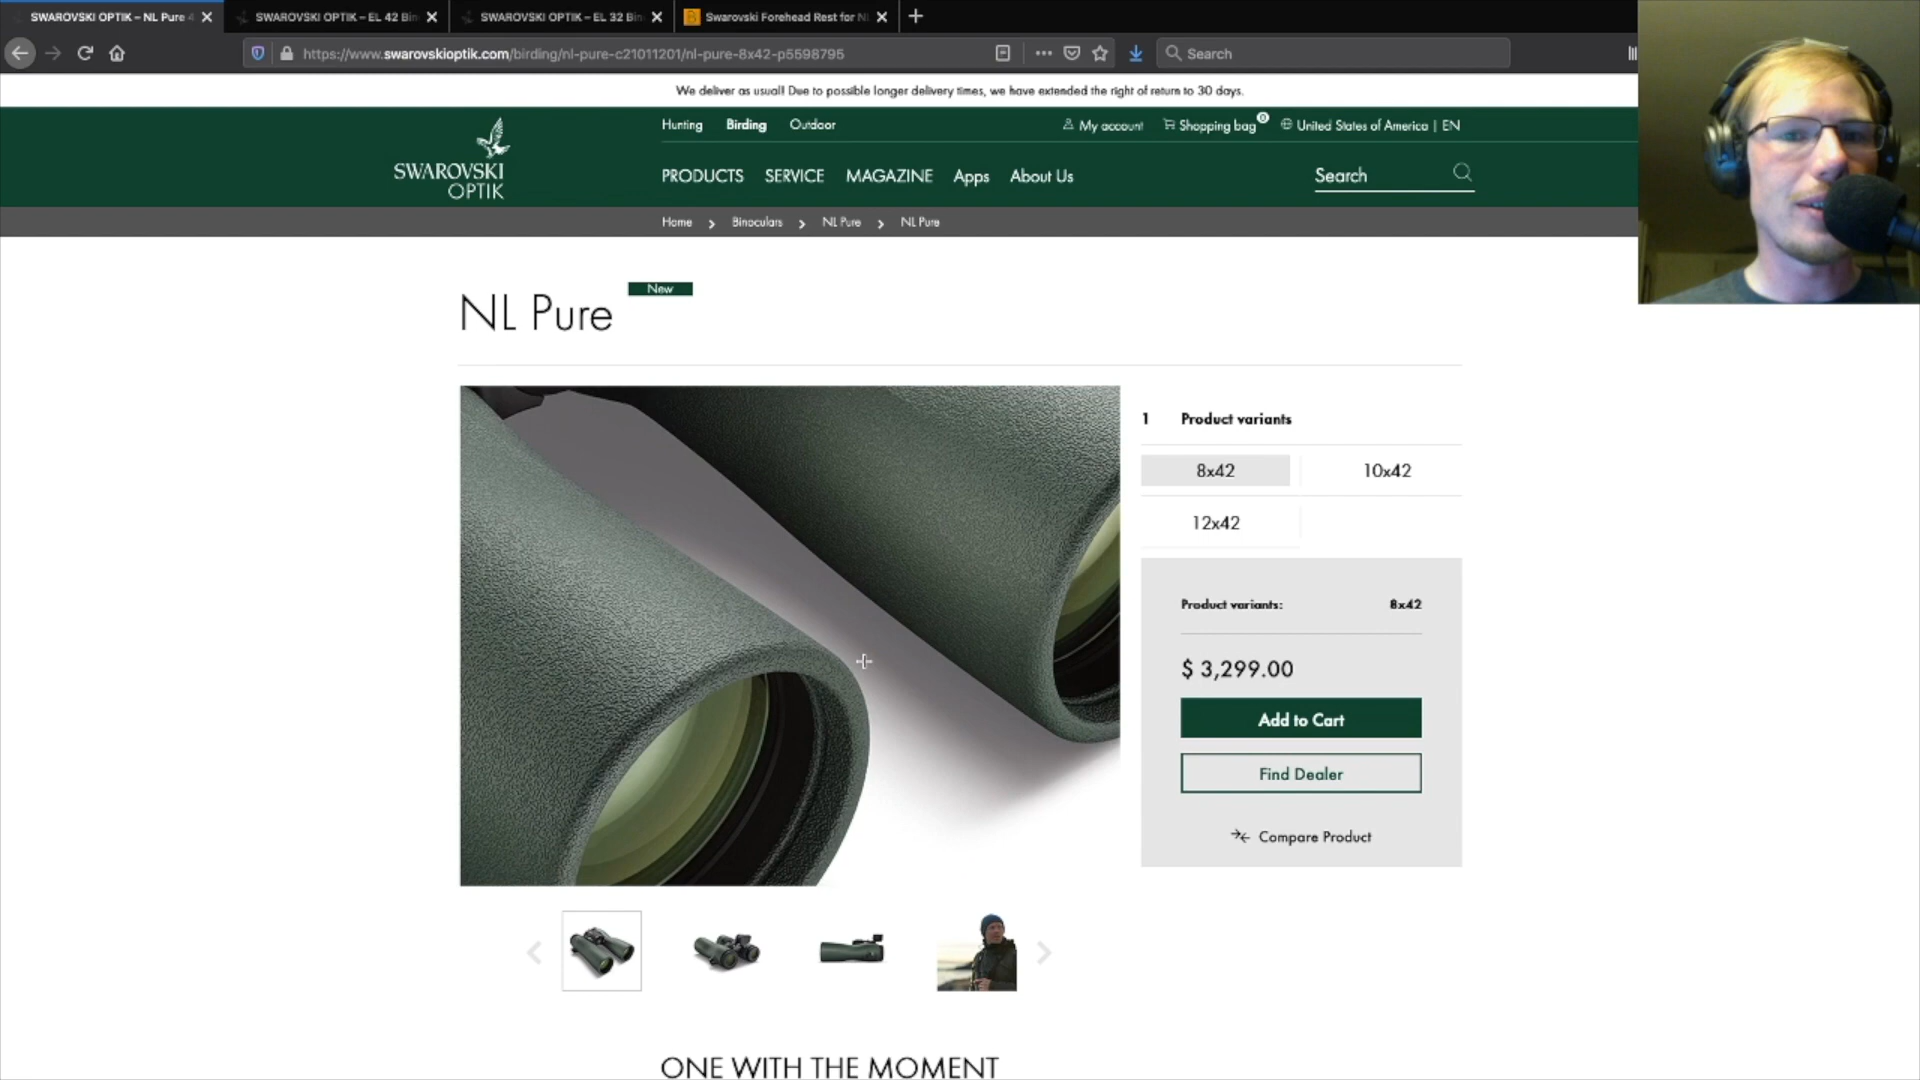 SWAROVSKI OPTIK – NL Pure 4
SWAROVSKI OPTIK – EL 42 Bin
SWAROVSKI OPTIK – EL 32 Bin
Swarovski Forehead Rest for NL
https://www.swarovskioptik.com/birding/nl-pure-c21011201/nl-pure-8x42-p5598795
Search
We deliver as usual! Due to possible longer delivery times, we have extended the right of return to 30 days.
Hunting Birding Outdoor
My account Shopping bag 0 United States of America | EN
SWAROVSKI
OPTIK
PRODUCTS SERVICE MAGAZINE Apps About Us
Search
Home > Binoculars > NL Pure > NL Pure
NL Pure
New
1 Product variants
8x42 10x42
12x42
Product variants: 8x42
$ 3,299.00
Add to Cart
Find Dealer
Compare Product
ONE WITH THE MOMENT